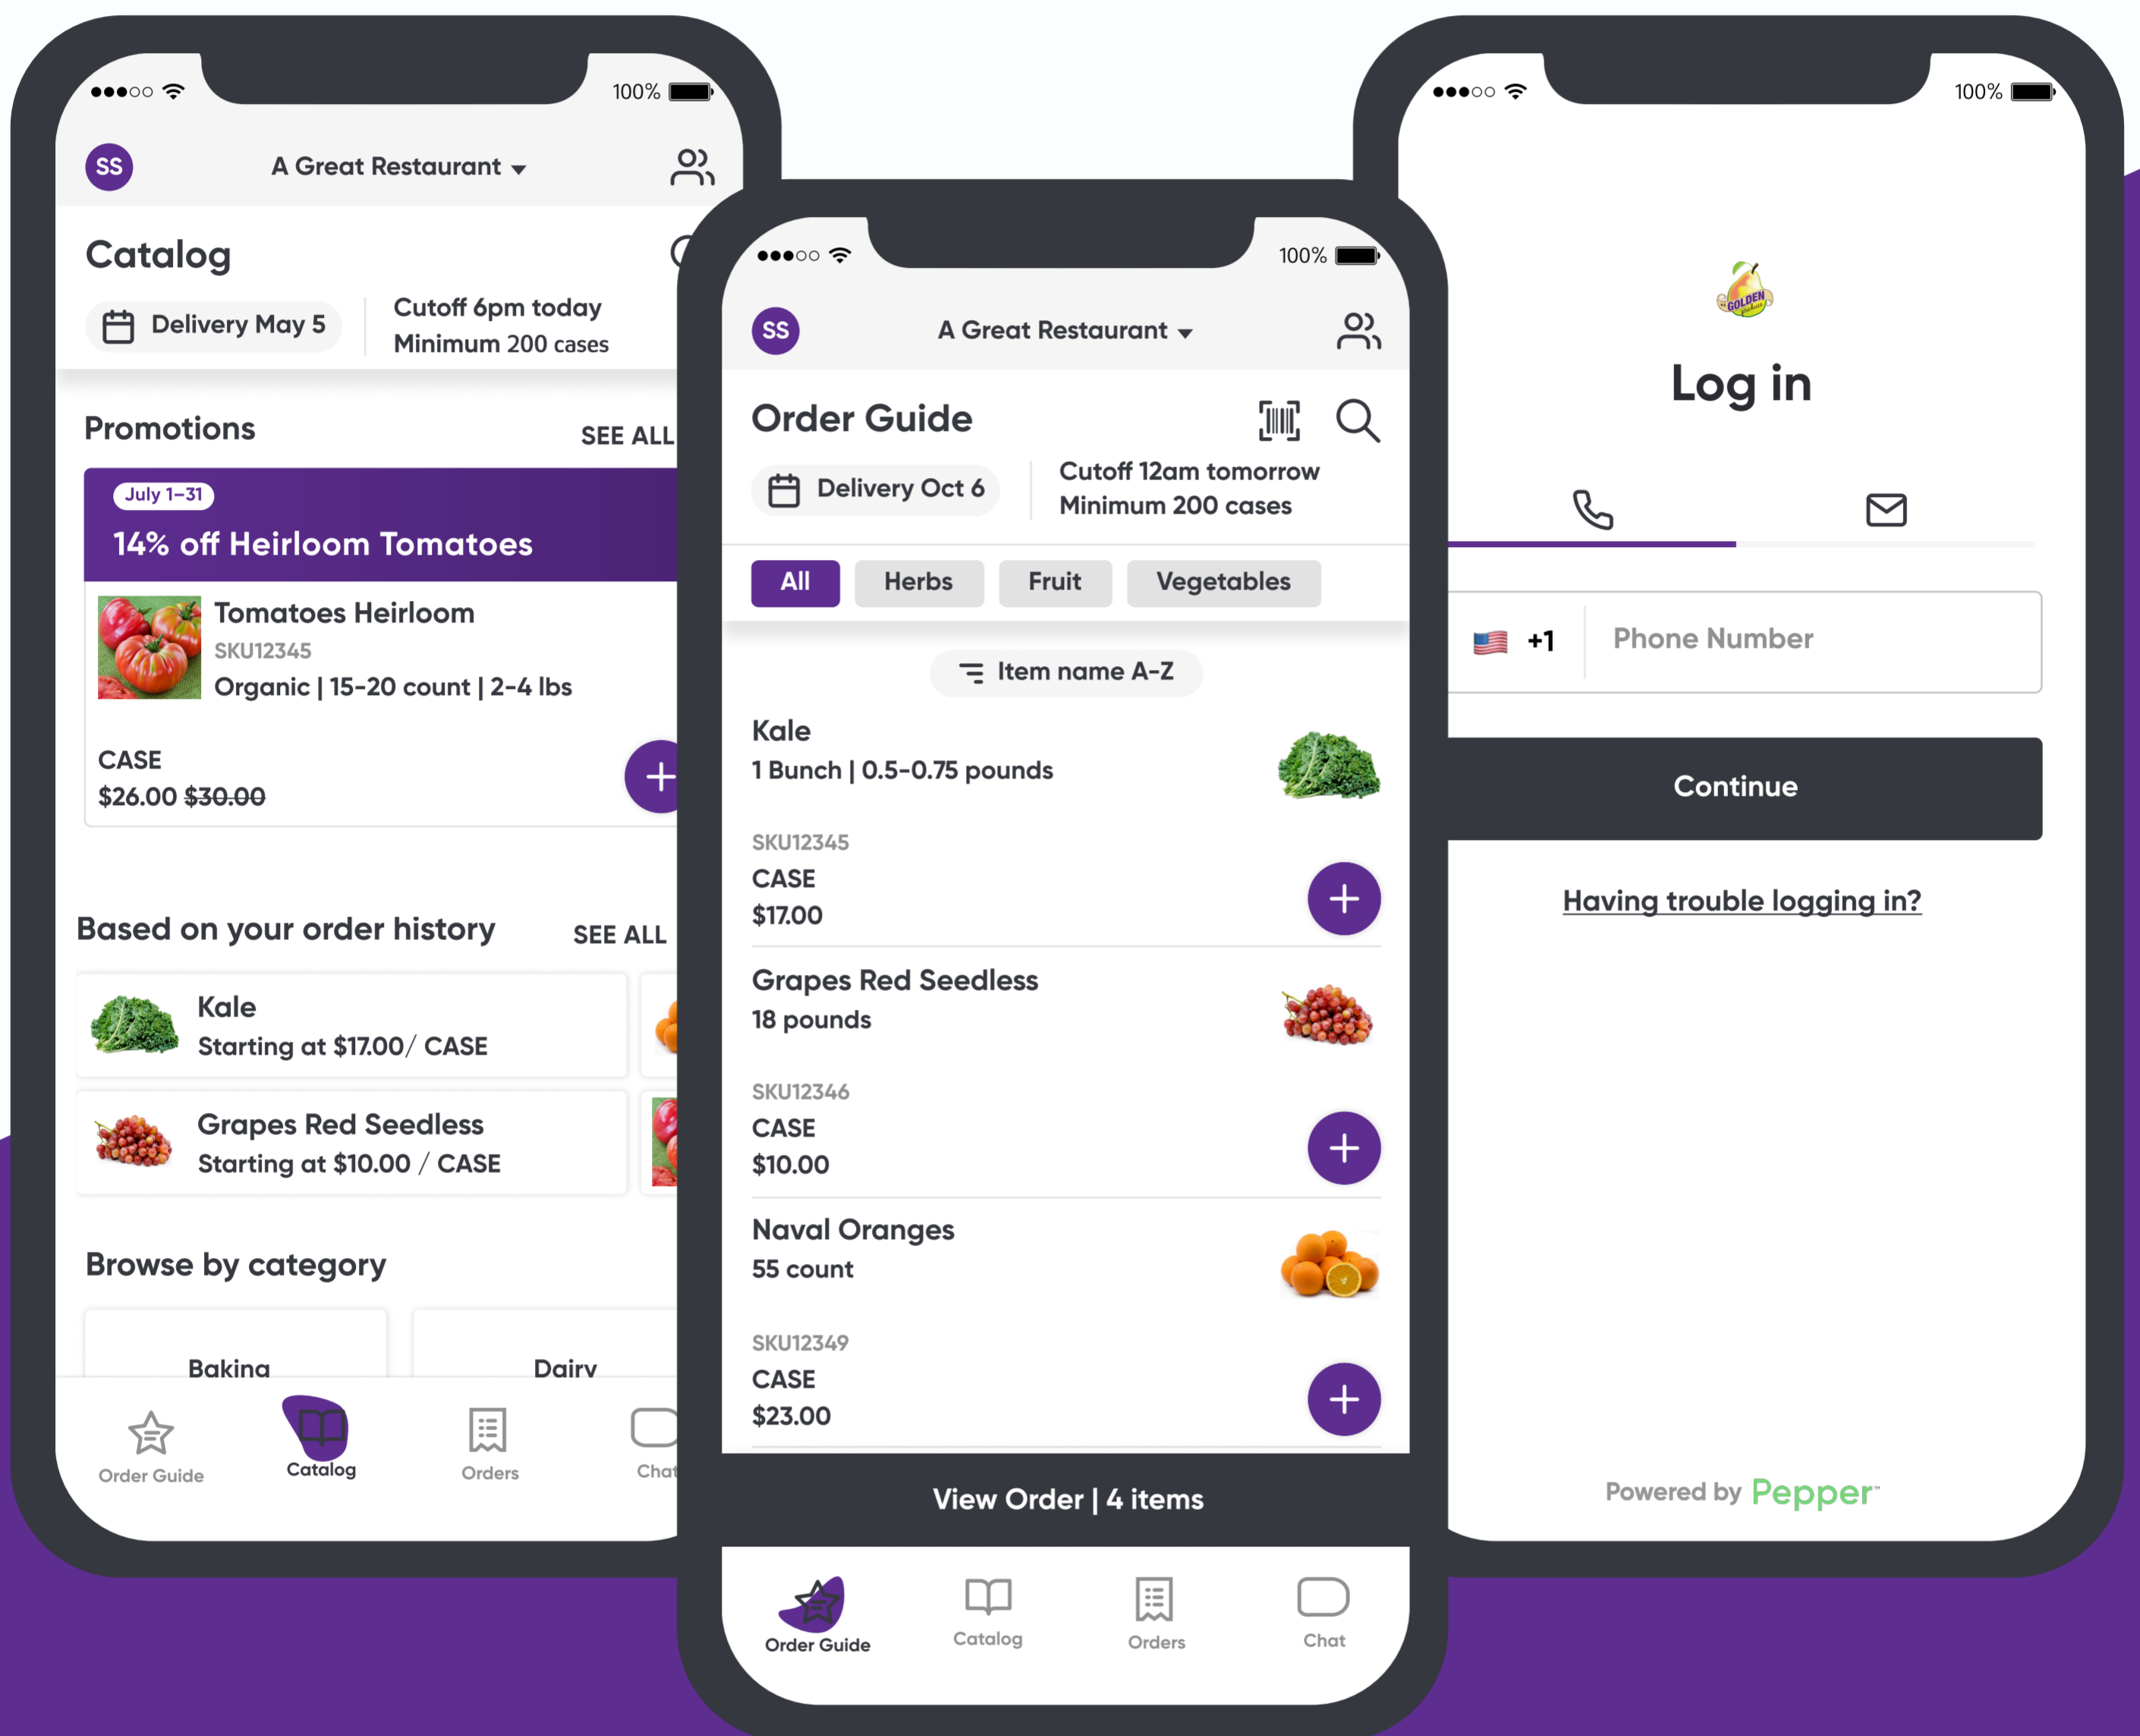 100%
SS
A Great Restaurant
Catalog
Delivery May 5
Cutoff 6pm today
Minimum 200 cases
Promotions
SEE ALL
July 1-31
14% off Heirloom Tomatoes
Tomatoes Heirloom
SKU12345
Organic | 15-20 count | 2-4 lbs
CASE
$26.00 $30.00
Based on your order history
SEE ALL
Kale
Starting at $17.00/ CASE
Grapes Red Seedless
Starting at $10.00 / CASE
Browse by category
Baking
Dairy
Order Guide
Catalog
Orders
Chat
100%
SS
A Great Restaurant
Order Guide
Delivery Oct 6
Cutoff 12am tomorrow
Minimum 200 cases
All
Herbs
Fruit
Vegetables
Item name A-Z
Kale
1 Bunch | 0.5-0.75 pounds
SKU12345
CASE
$17.00
Grapes Red Seedless
18 pounds
SKU12346
CASE
$10.00
Naval Oranges
55 count
SKU12349
CASE
$23.00
View Order | 4 items
Order Guide
Catalog
Orders
Chat
100%
GOLDEN
produce
Log in
+1
Phone Number
Continue
Having trouble logging in?
Powered by Pepper™